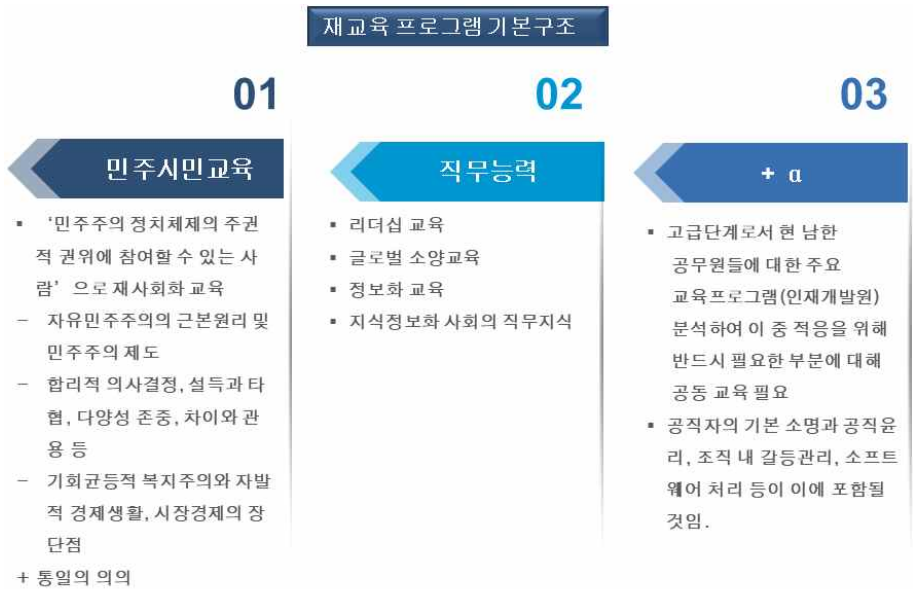 재교육 프로그램 기본구조
01
민주시민교육
▪ ‘민주주의 정치체제의 주권
적 권위에 참여할 수 있는 사
람’ 으로 재사회화 교육
– 자유민주주의의 근본원리 및
민주주의 제도
– 합리적 의사결정, 설득과 타
협, 다양성 존중, 차이와 관
용 등
– 기회균등적 복지주의와 자발
적 경제생활, 시장경제의 장
단점
+ 통일의 의의
02
직무능력
▪ 리더십 교육
▪ 글로벌 소양교육
▪ 정보화 교육
▪ 지식정보화 사회의 직무지식
03
+ α
▪ 고급단계로서 현 남한
공무원들에 대한 주요
교육프로그램(인재개발원)
분석하여 이 중 적응을 위해
반드시 필요한 부분에 대해
공동 교육 필요
▪ 공직자의 기본 소명과 공직윤
리, 조직 내 갈등관리, 소프트
웨어 처리 등이 이에 포함될
것임.